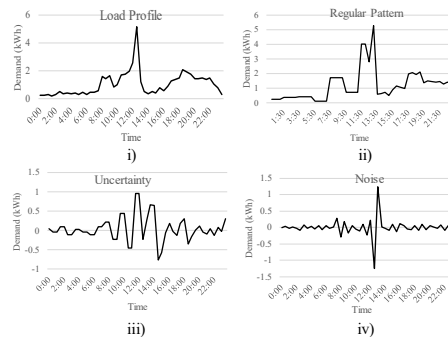 Load Profile
Demand (kWh)
6
4
2
0
0:00 2:00 4:00 6:00 8:00 10:00 12:00 14:00 16:00 18:00 20:00 22:00
Time
i)
Regular Pattern
Demand (kWh)
6
5
4
3
2
1
0
1:30 3:30 5:30 7:30 9:30 11:30 13:30 15:30 17:30 19:30 21:30
Time
ii)
Uncertainty
Demand (kWh)
1.5
1
0.5
0
-0.5
-1
0:00 2:00 4:00 6:00 8:00 10:00 12:00 14:00 16:00 18:00 20:00 22:00
Time
iii)
Noise
Demand (kWh)
1.5
1
0.5
0
-0.5
-1
-1.5
0:00 2:00 4:00 6:00 8:00 10:00 12:00 14:00 16:00 18:00 20:00 22:00
Time
iv)